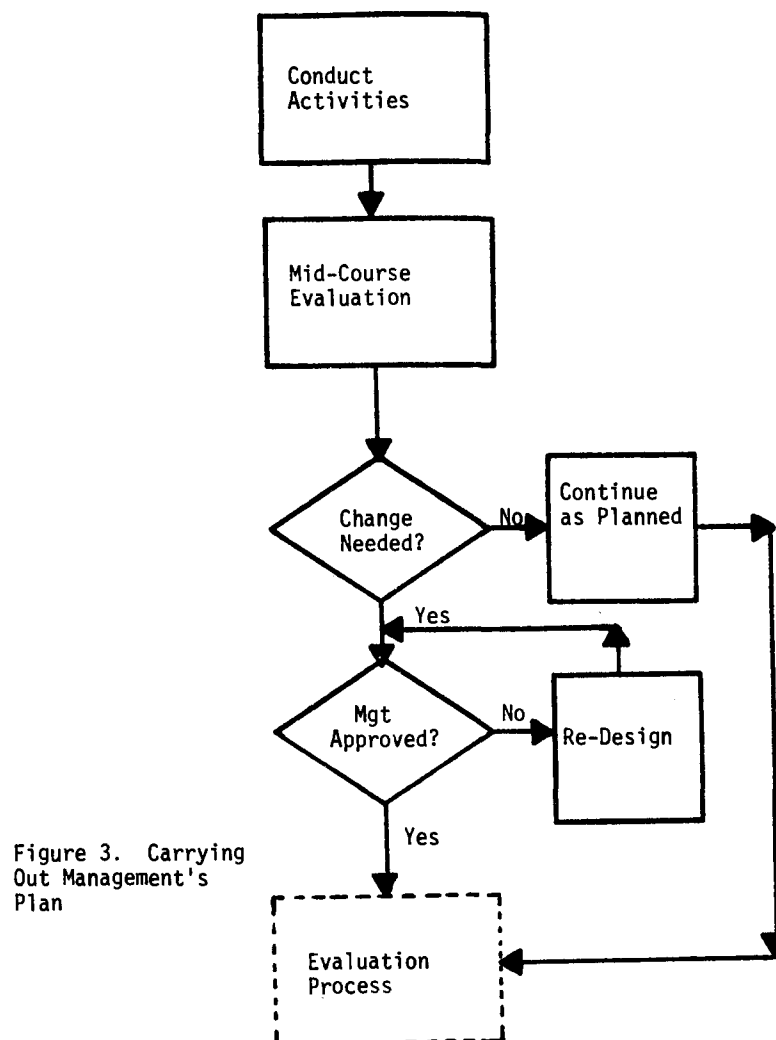 Conduct
Activities
Mid-Course
Evaluation
Change
Needed?
No
Continue
as Planned
Yes
Mgt
Approved?
No
Re-Design
Yes
Figure 3. Carrying
Out Management's
Plan
Evaluation
Process